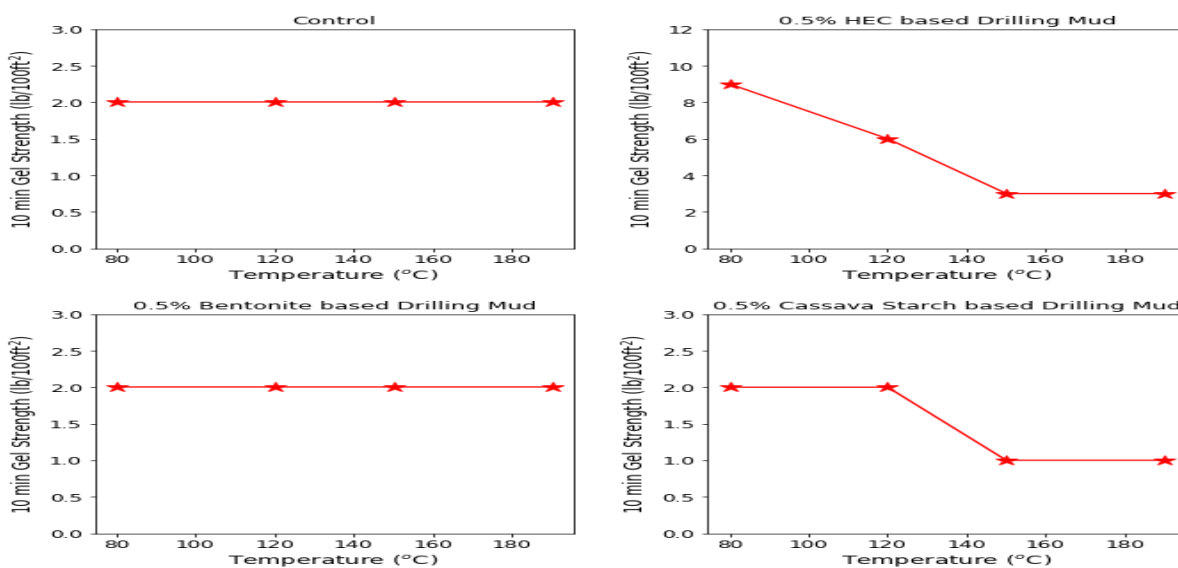 Control
3.0
2.5
2.0
1.5
1.0
0.5
0.0
10 min Gel Strength (lb/100ft²)
80 100 120 140 160 180
Temperature (°C)
0.5% HEC based Drilling Mud
12
10
8
6
4
2
0
10 min Gel Strength (lb/100ft²)
80 100 120 140 160 180
Temperature (°C)
0.5% Bentonite based Drilling Mud
3.0
2.5
2.0
1.5
1.0
0.5
0.0
10 min Gel Strength (lb/100ft²)
80 100 120 140 160 180
Temperature (°C)
0.5% Cassava Starch based Drilling Mud
3.0
2.5
2.0
1.5
1.0
0.5
0.0
10 min Gel Strength (lb/100ft²)
80 100 120 140 160 180
Temperature (°C)